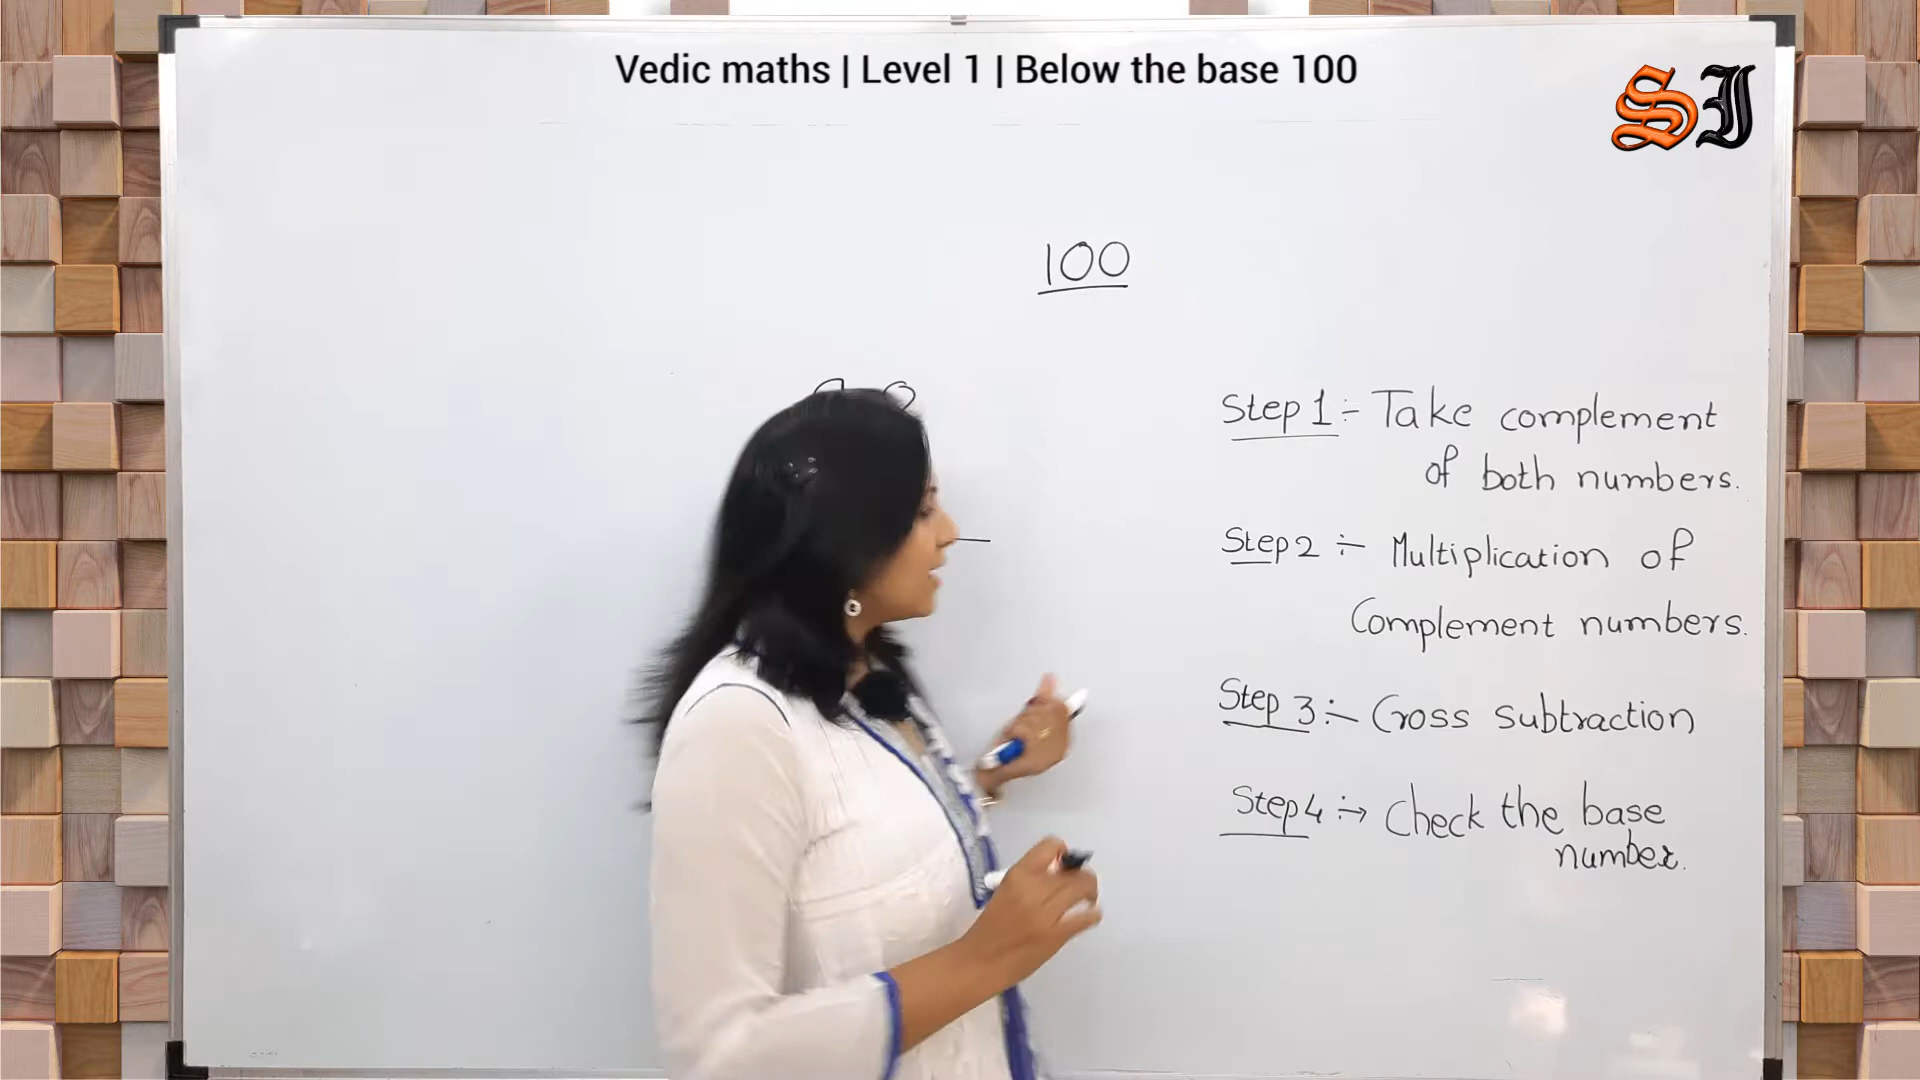 Vedic maths | Level 1 | Below the base 100
SJ
100
Step 1 :- Take complement
of both numbers.
Step 2 :- Multiplication of
Complement numbers.
Step 3 :- Cross subtraction
Step 4 :→ Check the base
number.